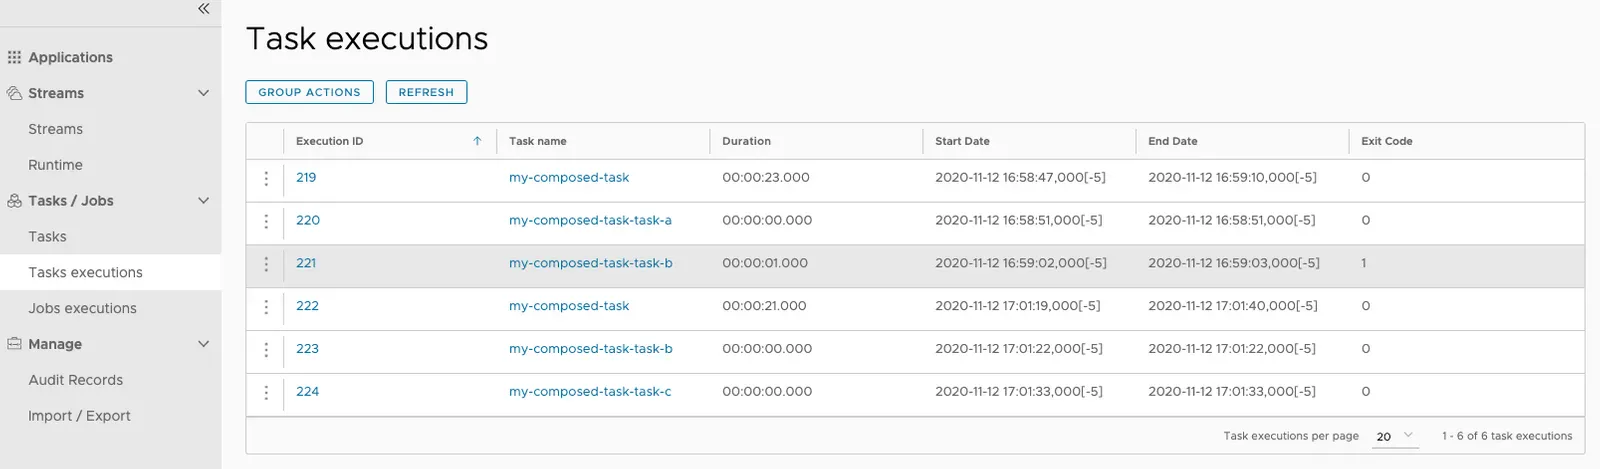 Applications
Streams
Streams
Runtime
Tasks / Jobs
Tasks
Tasks executions
Jobs executions
Manage
Audit Records
Import / Export
Task executions
GROUP ACTIONS REFRESH
Execution ID Task name Duration Start Date End Date Exit Code
219 my-composed-task 00:00:23.000 2020-11-12 16:58:47,000[-5] 2020-11-12 16:59:10,000[-5] 0
220 my-composed-task-task-a 00:00:00.000 2020-11-12 16:58:51,000[-5] 2020-11-12 16:58:51,000[-5] 0
221 my-composed-task-task-b 00:00:01.000 2020-11-12 16:59:02,000[-5] 2020-11-12 16:59:03,000[-5] 1
222 my-composed-task 00:00:21.000 2020-11-12 17:01:19,000[-5] 2020-11-12 17:01:40,000[-5] 0
223 my-composed-task-task-b 00:00:00.000 2020-11-12 17:01:22,000[-5] 2020-11-12 17:01:22,000[-5] 0
224 my-composed-task-task-c 00:00:00.000 2020-11-12 17:01:33,000[-5] 2020-11-12 17:01:33,000[-5] 0
Task executions per page 20 1 - 6 of 6 task executions